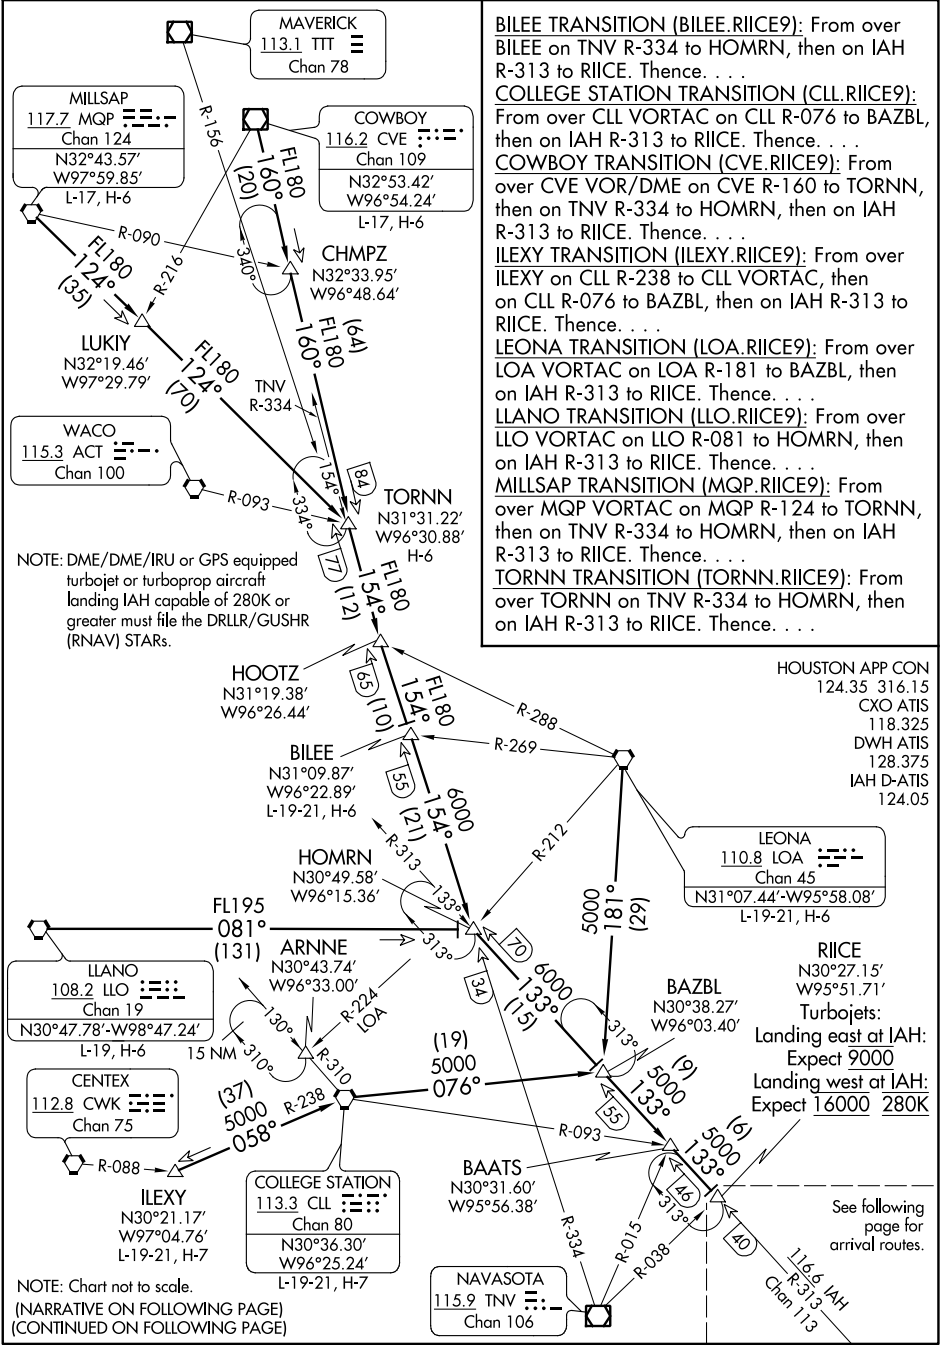 MAVERICK
113.1 TTT
Chan 78
MILLSAP
117.7 MQP
Chan 124
N32°43.57′
W97°59.85′
L-17, H-6
COWBOY
116.2 CVE
Chan 109
N32°53.42′
W96°54.24′
L-17, H-6
R-156
FL180
160°
(20)
R-090
R-216
340°
CHMPZ
N32°33.95′
W96°48.64′
FL180
124°
(35)
LUKIY
N32°19.46′
W97°29.79′
FL180
124°
(70)
(64)
FL180
160°
TNV
R-334
WACO
115.3 ACT
Chan 100
R-093
154°
334°
84
77
TORNN
N31°31.22′
W96°30.88′
H-6
NOTE: DME/DME/IRU or GPS equipped
turbojet or turboprop aircraft
landing IAH capable of 280K or
greater must file the DRLLR/GUSHR
(RNAV) STARs.
FL180
154°
(12)
HOOTZ
N31°19.38′
W96°26.44′
65
FL180
154°
(10)
R-288
R-269
BILEE
N31°09.87′
W96°22.89′
L-19-21, H-6
55
6000
154°
(21)
R-212
R-313
HOMRN
N30°49.58′
W96°15.36′
133°
313°
5000
181°
(29)
LEONA
110.8 LOA
Chan 45
N31°07.44′-W95°58.08′
L-19-21, H-6
HOUSTON APP CON
124.35 316.15
CXO ATIS
118.325
DWH ATIS
128.375
IAH D-ATIS
124.05
FL195
081°
(131)
LLANO
108.2 LLO
Chan 19
N30°47.78′-W98°47.24′
L-19, H-6
ARNNE
N30°43.74′
W96°33.00′
R-224
LOA
130°
310°
15 NM
R-310
70
34
6000
133°
(15)
313°
BAZBL
N30°38.27′
W96°03.40′
RIICE
N30°27.15′
W95°51.71′
Turbojets:
Landing east at IAH:
Expect 9000
Landing west at IAH:
Expect 16000 280K
CENTEX
112.8 CWK
Chan 75
R-088
(37)
5000
058°
R-238
ILEXY
N30°21.17′
W97°04.76′
L-19-21, H-7
(19)
5000
076°
COLLEGE STATION
113.3 CLL
Chan 80
N30°36.30′
W96°25.24′
L-19-21, H-7
R-093
55
(9)
5000
133°
BAATS
N30°31.60′
W95°56.38′
(6)
5000
133°
46
313°
40
R-334
R-015
R-038
NAVASOTA
115.9 TNV
Chan 106
116.6 IAH
R-313
Chan 113
See following
page for
arrival routes.
NOTE: Chart not to scale.
(NARRATIVE ON FOLLOWING PAGE)
(CONTINUED ON FOLLOWING PAGE)
BILEE TRANSITION (BILEE.RIICE9): From over
BILEE on TNV R-334 to HOMRN, then on IAH
R-313 to RIICE. Thence. . . .
COLLEGE STATION TRANSITION (CLL.RIICE9):
From over CLL VORTAC on CLL R-076 to BAZBL,
then on IAH R-313 to RIICE. Thence. . . .
COWBOY TRANSITION (CVE.RIICE9): From
over CVE VOR/DME on CVE R-160 to TORNN,
then on TNV R-334 to HOMRN, then on IAH
R-313 to RIICE. Thence. . . .
ILEXY TRANSITION (ILEXY.RIICE9): From over
ILEXY on CLL R-238 to CLL VORTAC, then
on CLL R-076 to BAZBL, then on IAH R-313 to
RIICE. Thence. . . .
LEONA TRANSITION (LOA.RIICE9): From over
LOA VORTAC on LOA R-181 to BAZBL, then
on IAH R-313 to RIICE. Thence. . . .
LLANO TRANSITION (LLO.RIICE9): From over
LLO VORTAC on LLO R-081 to HOMRN, then
on IAH R-313 to RIICE. Thence. . . .
MILLSAP TRANSITION (MQP.RIICE9): From
over MQP VORTAC on MQP R-124 to TORNN,
then on TNV R-334 to HOMRN, then on IAH
R-313 to RIICE. Thence. . . .
TORNN TRANSITION (TORNN.RIICE9): From
over TORNN on TNV R-334 to HOMRN, then
on IAH R-313 to RIICE. Thence. . . .